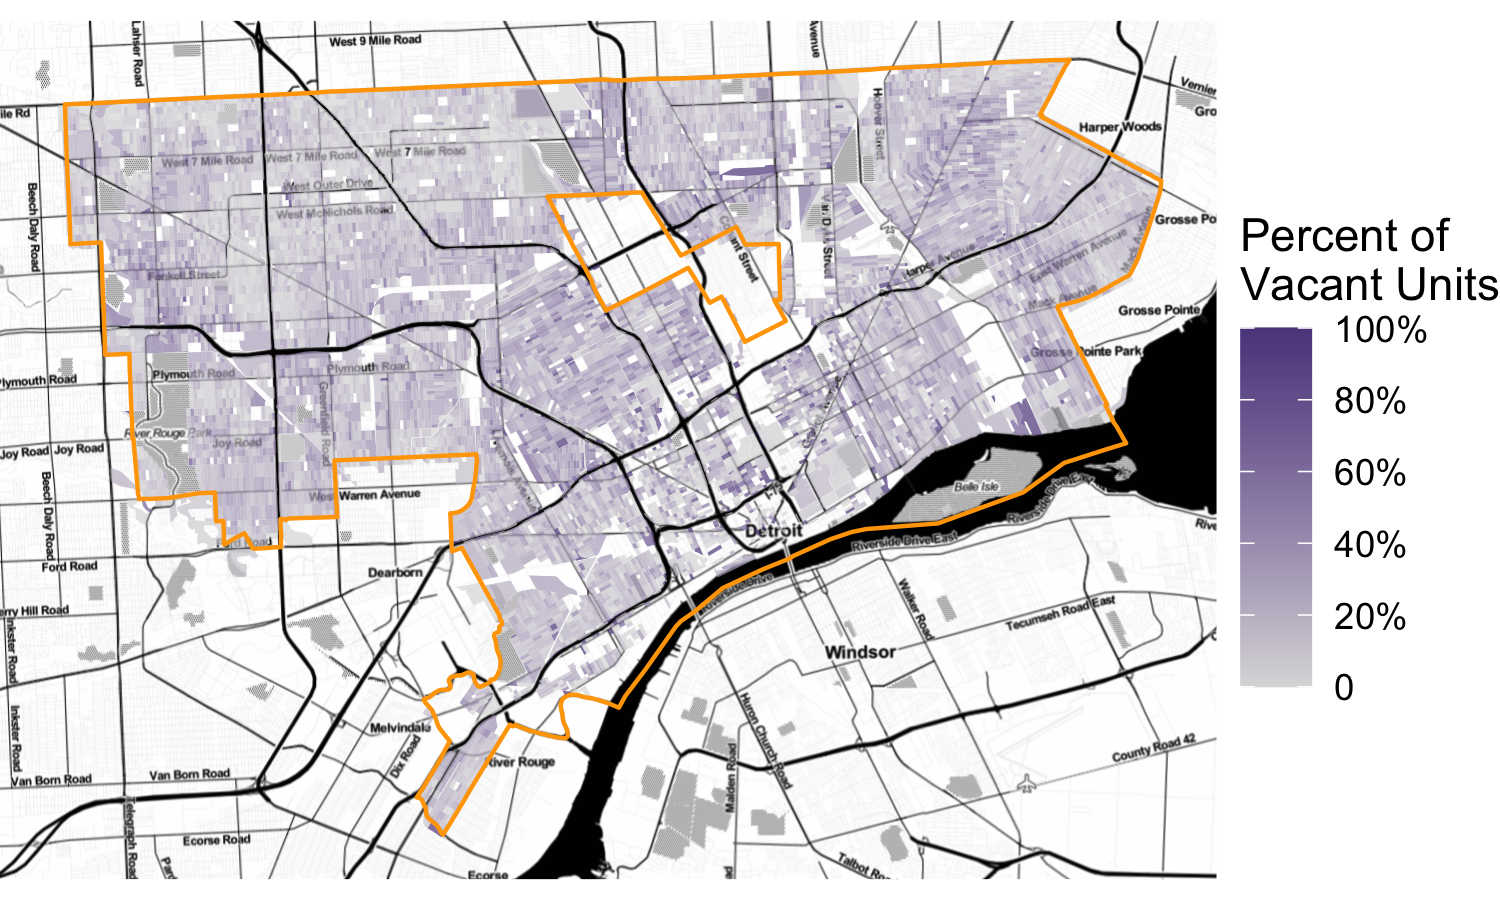 Lahser Road
West 9 Mile Road
Avenue
Vernier
Gro
ile Rd
Hoover Street
Harper Woods
West 7 Mile Road
West 7 Mile Road
West 7 Mile Road
West Outer Drive
West McNichols Road
Beech Daly Road
Grosse Po
Conant Street
Van Dyke Street
Mack Avenue
East Warren Avenue
Harper Avenue
Fenkell Street
Mack Avenue
Grosse Pointe
Grosse Pointe Park
Plymouth Road
Plymouth Road
Plymouth Road
Greenfield Road
River Rouge Park
Joy Road
Joy Road
Joy Road
Beech Daly Road
West Warren Avenue
Belle Isle
Riverside Drive East
Detroit
Riverside Drive East
Rive
Ford Road
Ford Road
Dearborn
Riverside Drive
Walker Road
Tecumseh Road East
erry Hill Road
Inkster Road
Windsor
Inkster Road
Melvindale
Dix Road
River Rouge
Huron Church Road
Malden Road
County Road 42
Van Born Road
Van Born Road
Telegraph Road
Ecorse Road
Ecorse
Talbot Ro
Percent of
Vacant Units
100%
80%
60%
40%
20%
0